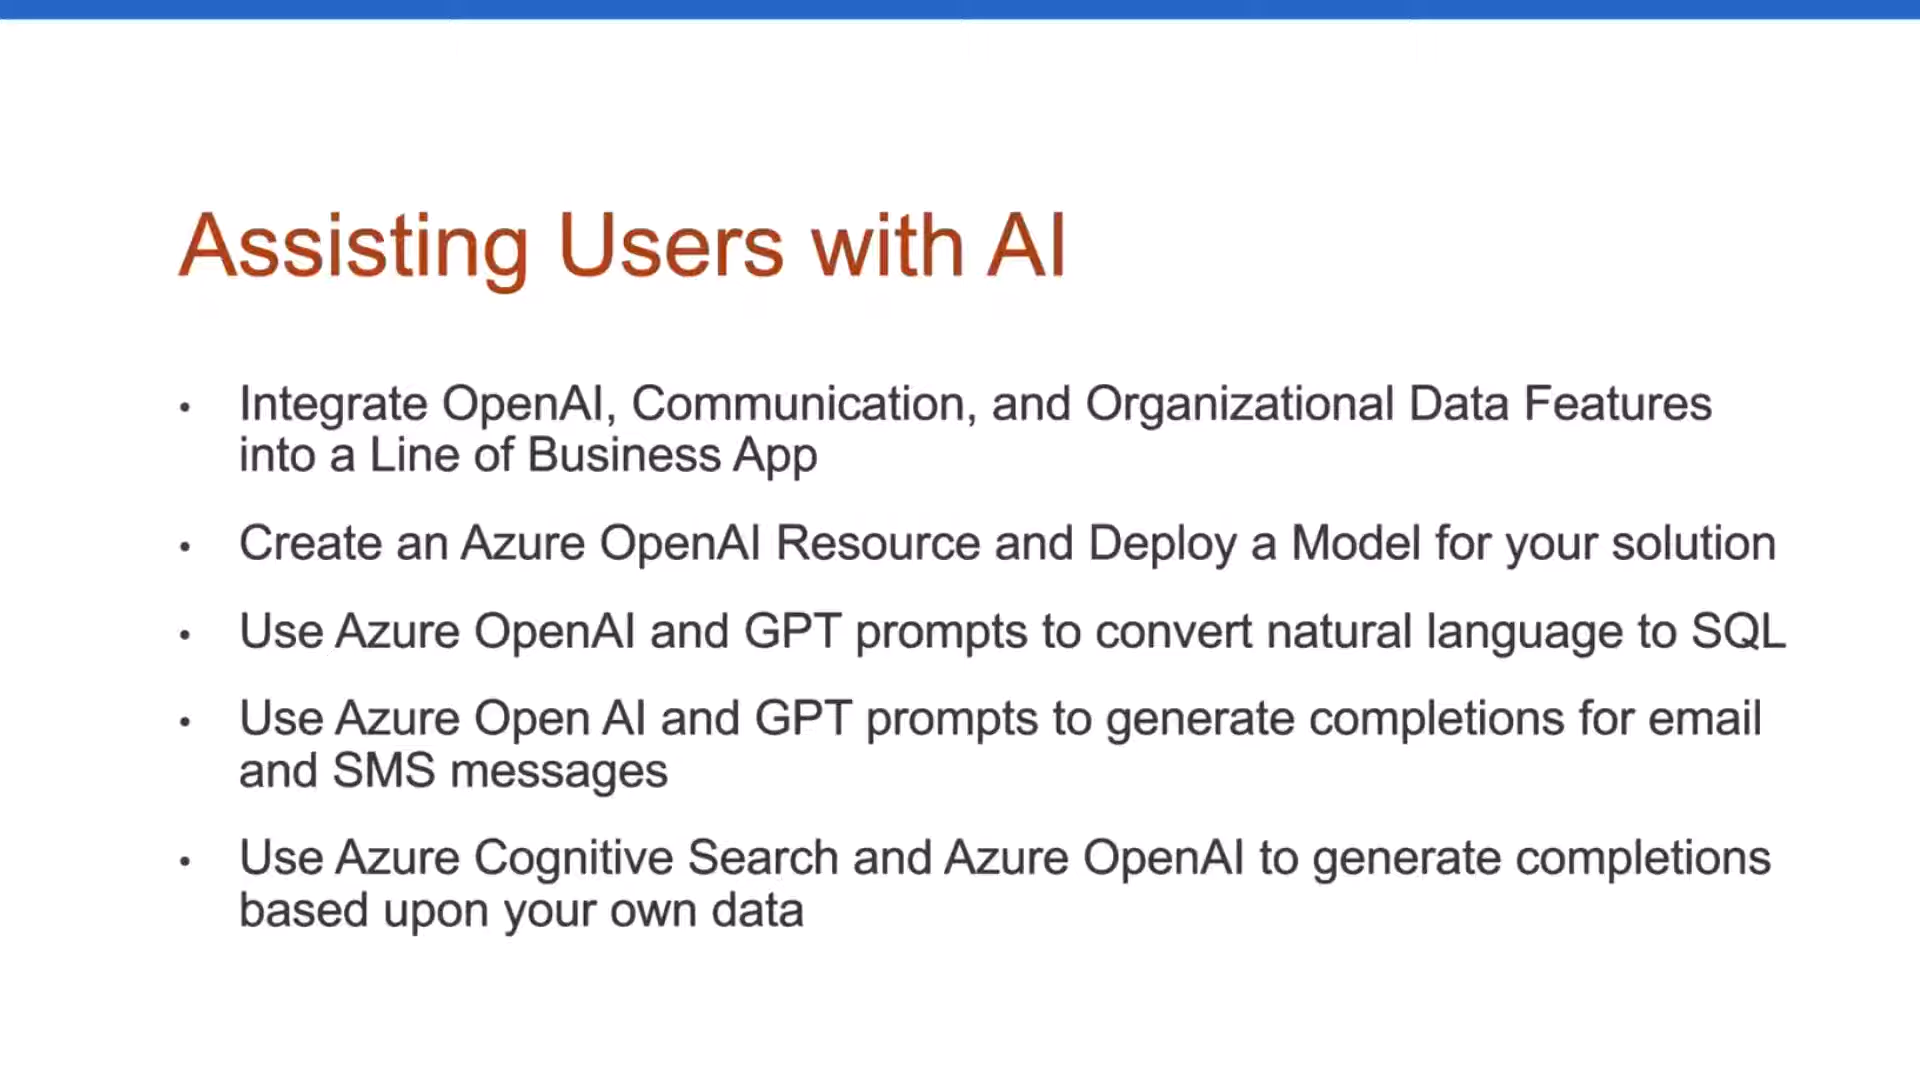 Assisting Users with AI
• Integrate OpenAI, Communication, and Organizational Data Features
into a Line of Business App
• Create an Azure OpenAI Resource and Deploy a Model for your solution
• Use Azure OpenAI and GPT prompts to convert natural language to SQL
• Use Azure Open AI and GPT prompts to generate completions for email
and SMS messages
• Use Azure Cognitive Search and Azure OpenAI to generate completions
based upon your own data